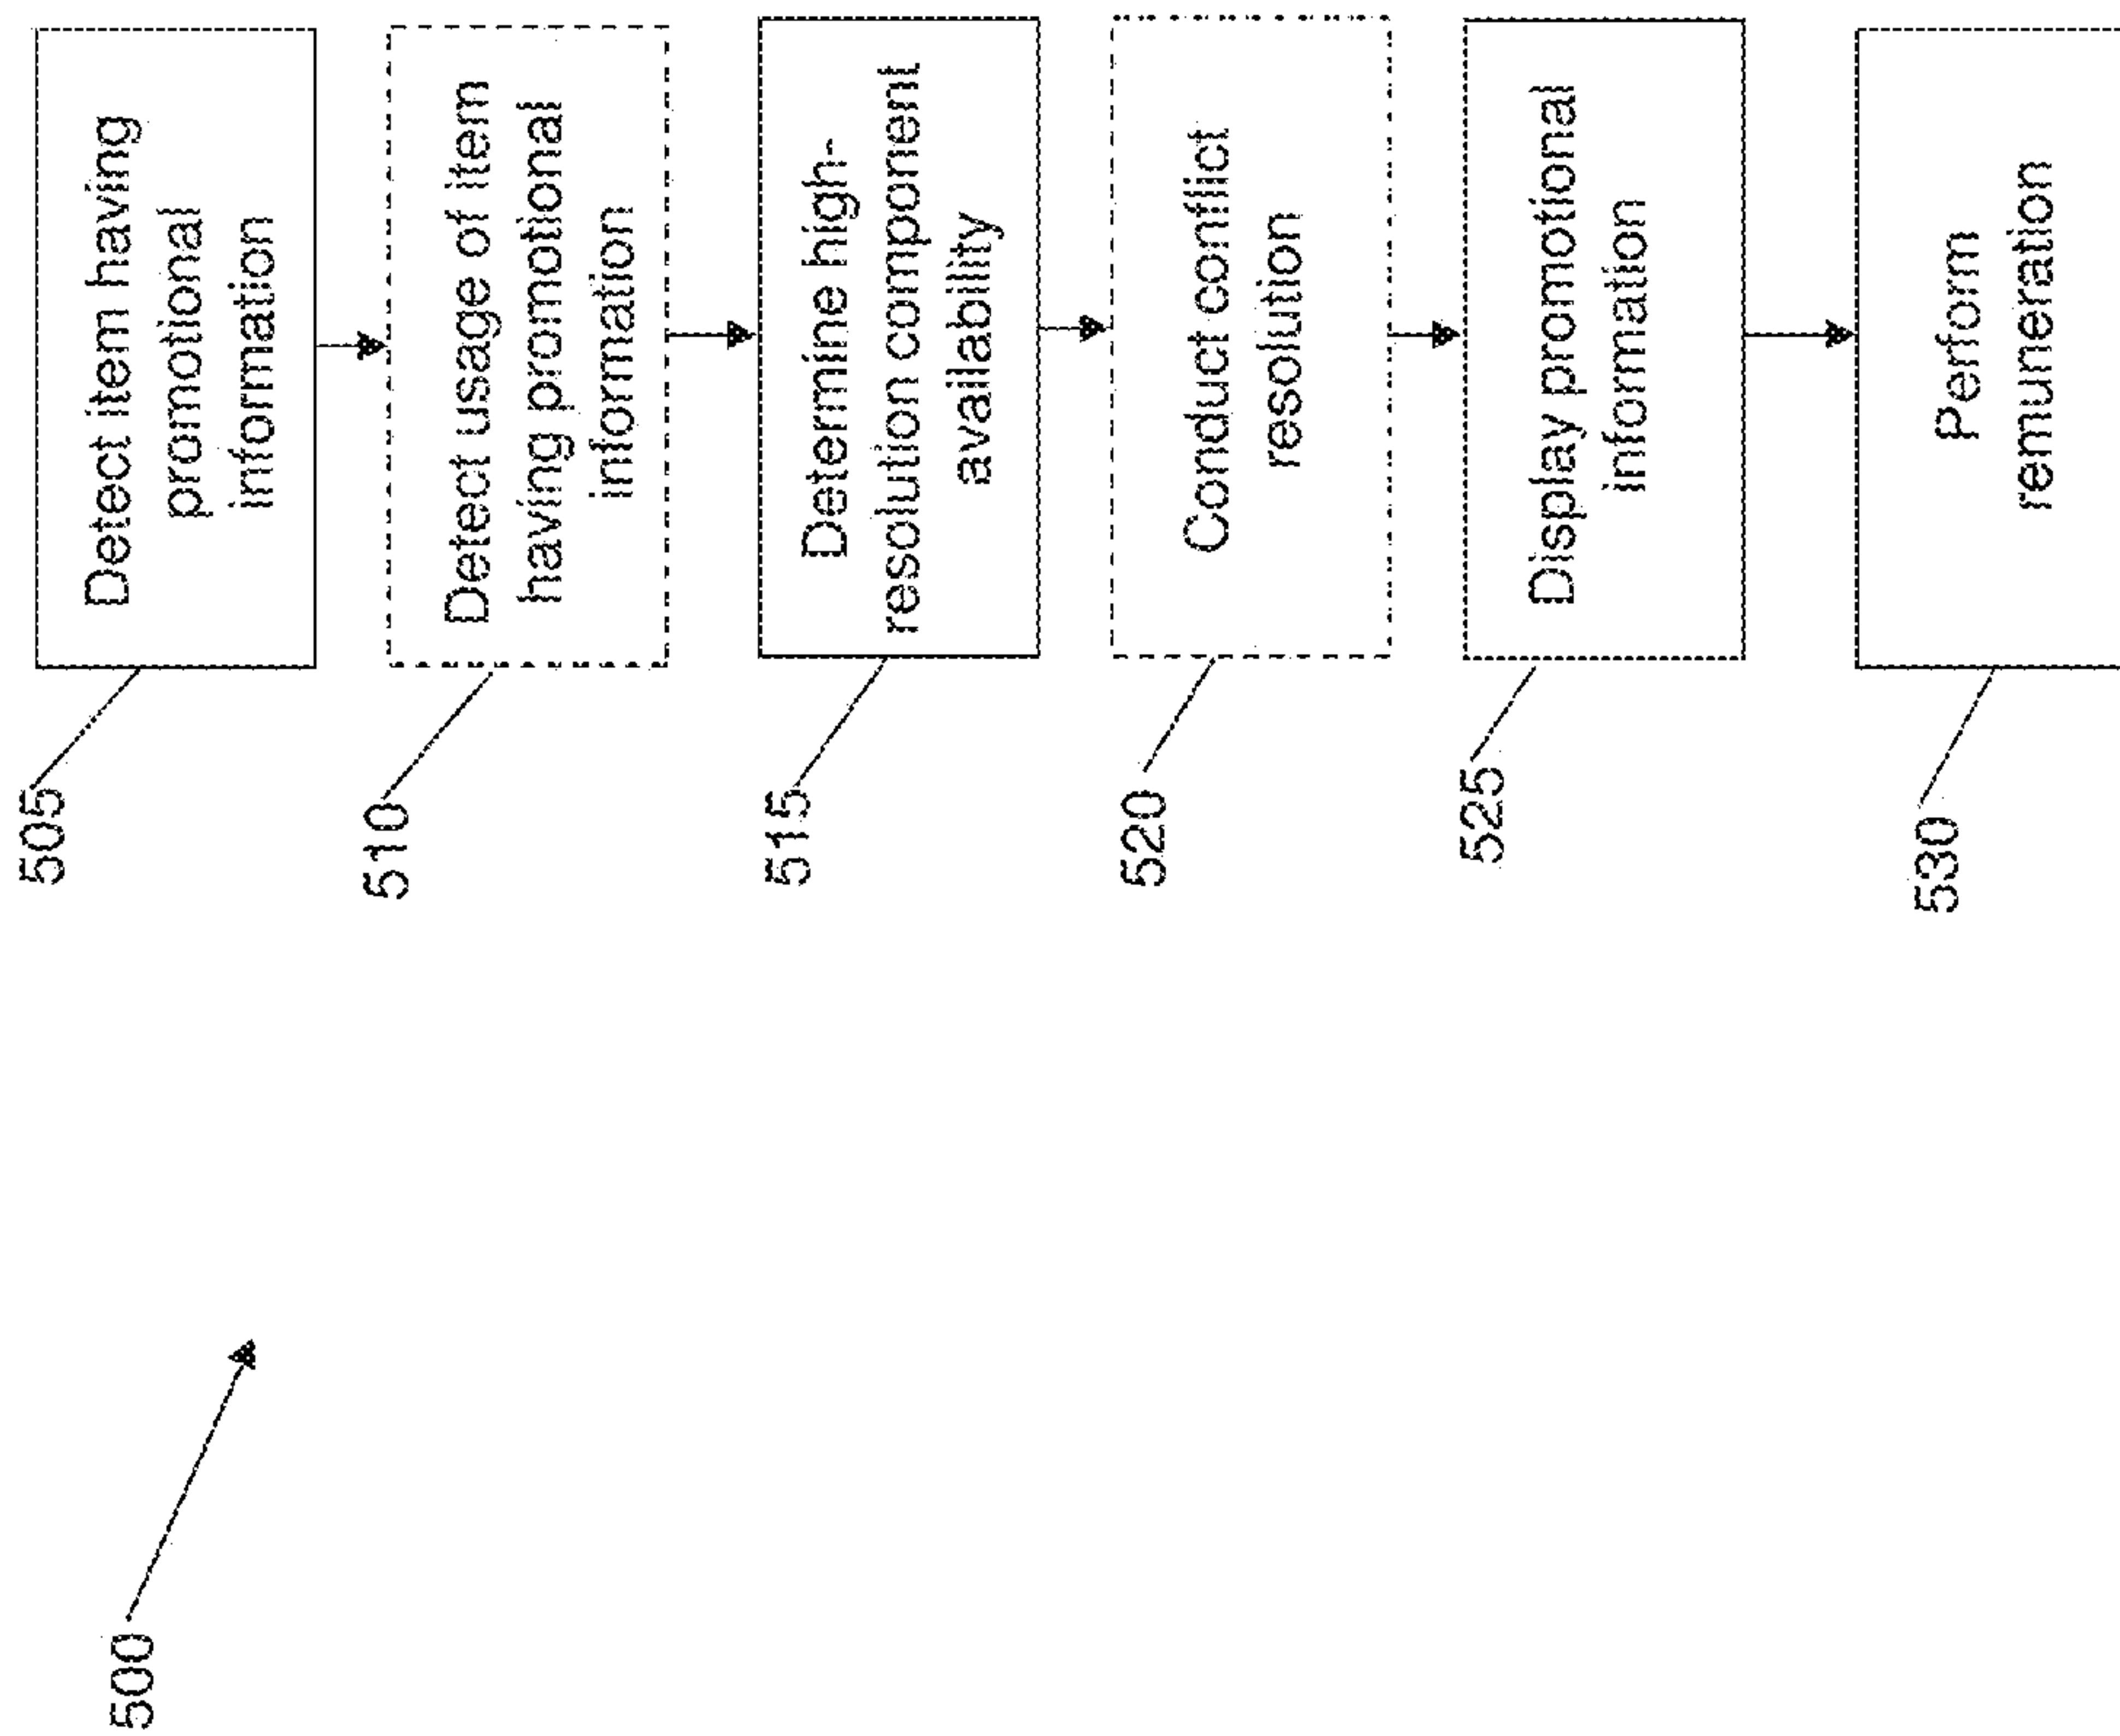 500
505
Detect item having
promotional
information
510
Detect usage of item
having promotional
information
515
Determine high-
resolution component
availability
520
Conduct conflict
resolution
525
Display promotional
information
530
Perform
remuneration